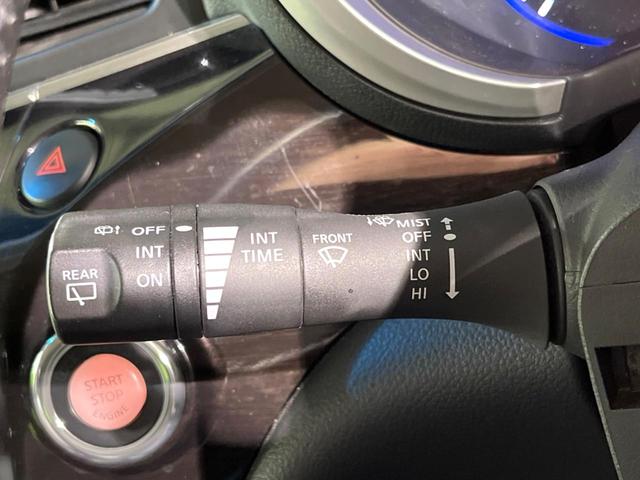 OFF
INT
ON
REAR
INT
TIME
FRONT
MIST
OFF
INT
LO
HI
START
STOP
ENGINE